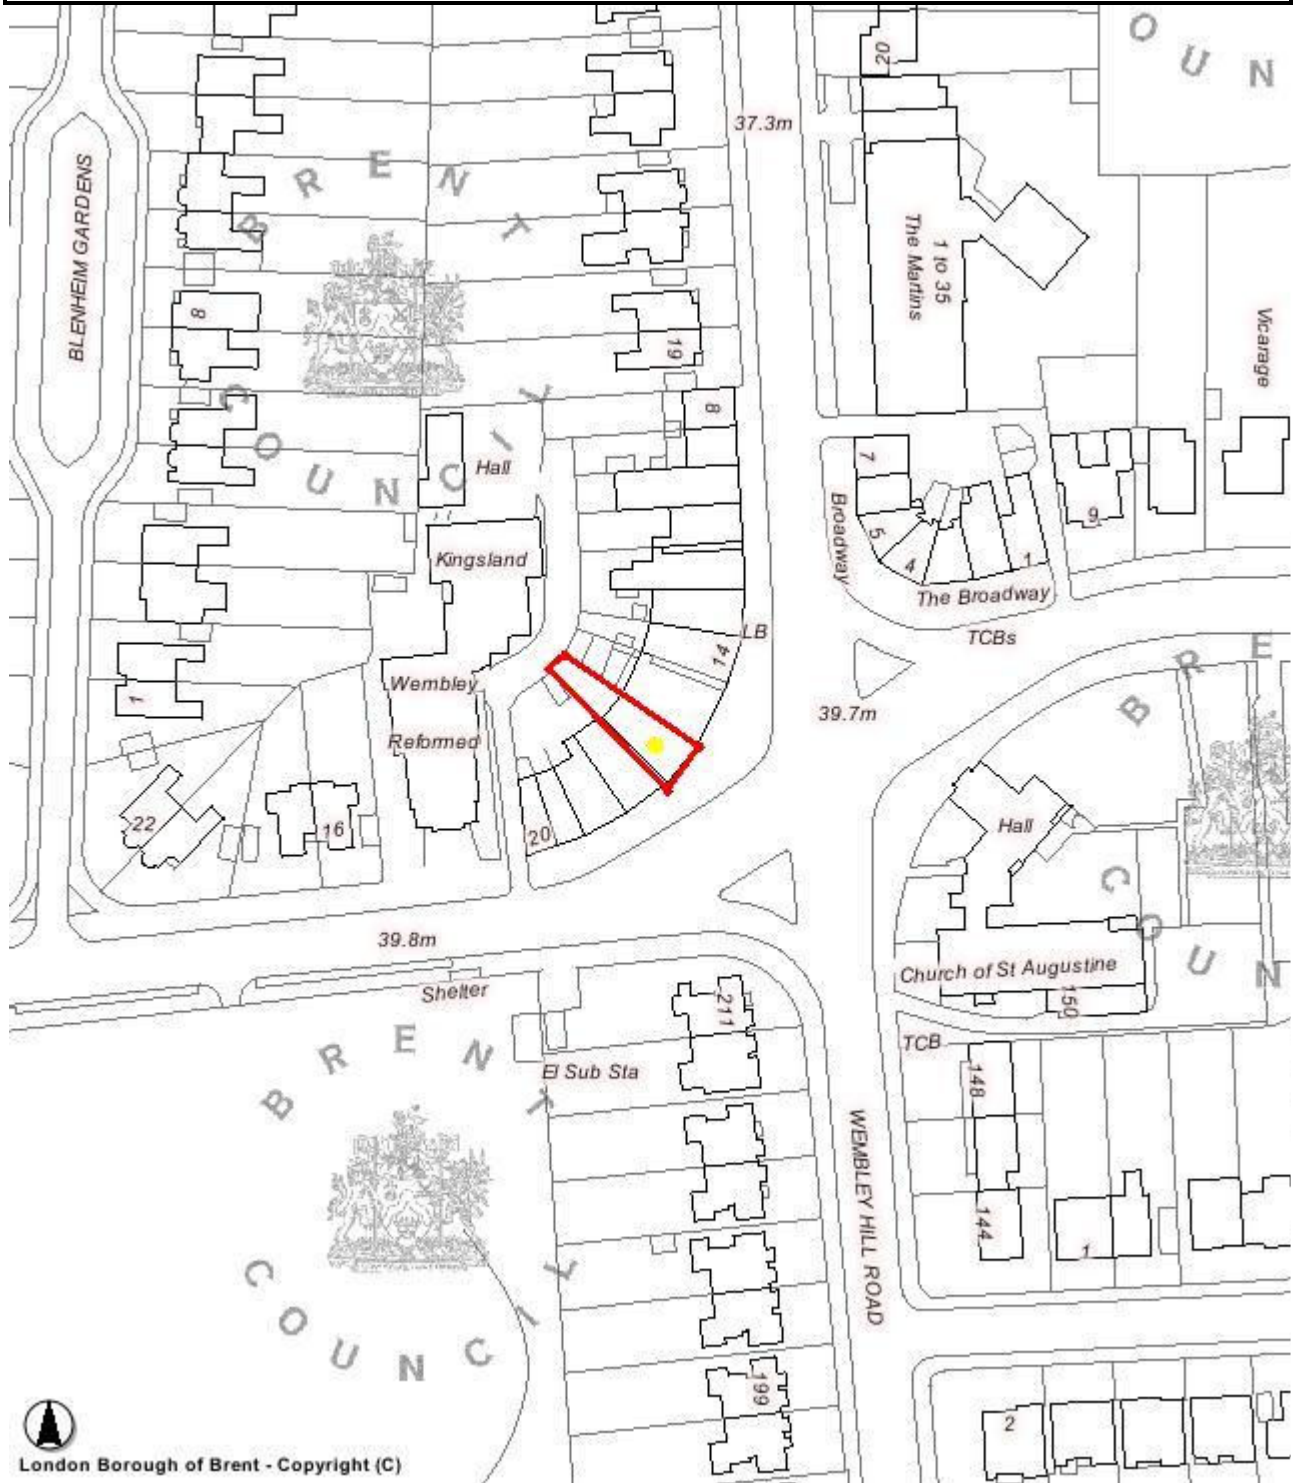 O U N
20
37.3m
BLENHEIM GARDENS
B R E N T
C O U N C I L
1 to 35
The Martins
Vicarage
8
19
8
Hall
Kingsland
7
Broadway
5
4
1
9
The Broadway
TCBs
LB
14
Wembley
Reformed
39.7m
B R E
C O U N
1
22
16
20
Hall
39.8m
Shelter
Church of St Augustine
150
211
TCB
El Sub Sta
148
B R E N T
C O U N C I L
WEMBLEY HILL ROAD
144
1
199
2
London Borough of Brent - Copyright (C)